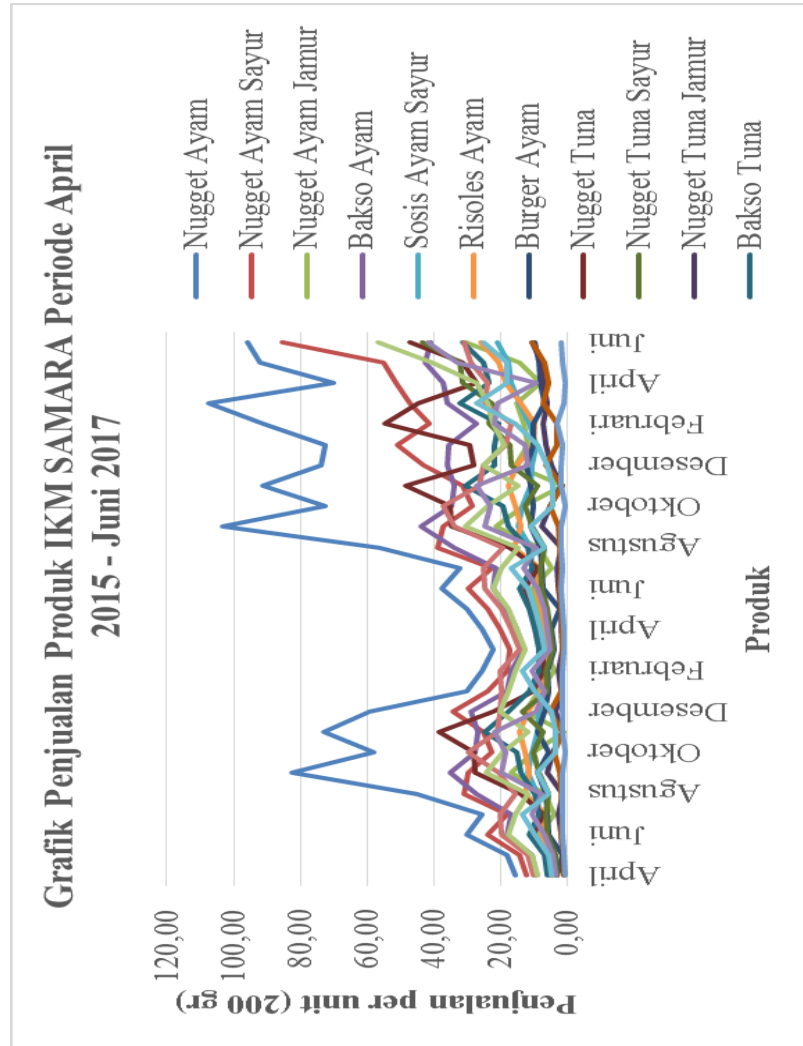 Grafik Penjualan Produk IKM SAMARA Periode April
2015 - Juni 2017
Penjualan per unit (200 gr)
120,00
100,00
80,00
60,00
40,00
20,00
0,00
April
Juni
Agustus
Oktober
Desember
Februari
April
Juni
Agustus
Oktober
Desember
Februari
April
Juni
Produk
Nugget Ayam
Nugget Ayam Sayur
Nugget Ayam Jamur
Bakso Ayam
Sosis Ayam Sayur
Risoles Ayam
Burger Ayam
Nugget Tuna
Nugget Tuna Sayur
Nugget Tuna Jamur
Bakso Tuna